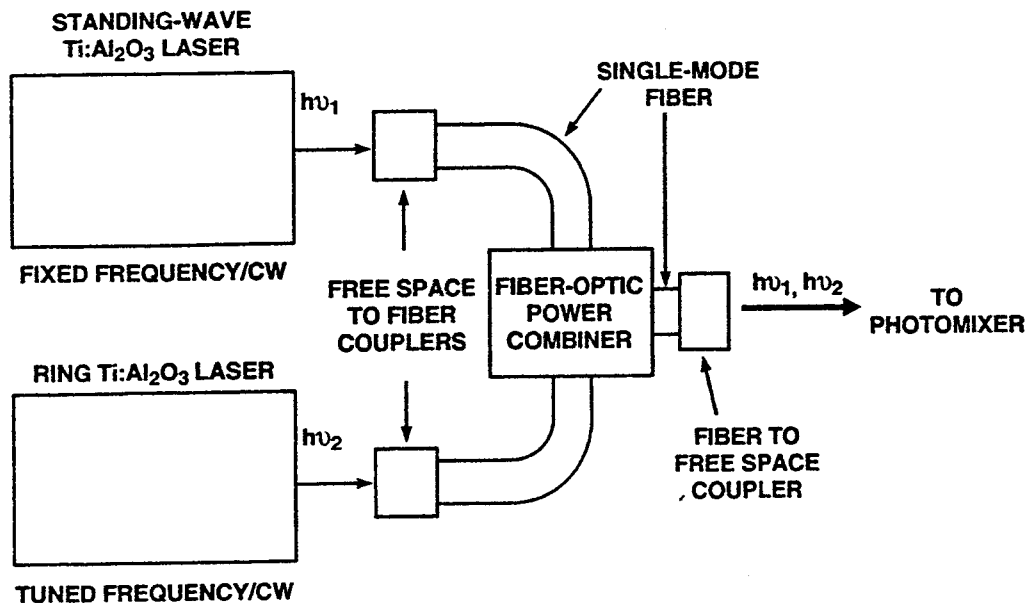 STANDING-WAVE
Ti:Al₂O₃ LASER
hυ₁
FIXED FREQUENCY/CW
SINGLE-MODE
FIBER
FREE SPACE
TO FIBER
COUPLERS
FIBER-OPTIC
POWER
COMBINER
hυ₁, hυ₂
TO
PHOTOMIXER
RING Ti:Al₂O₃ LASER
hυ₂
TUNED FREQUENCY/CW
FIBER TO
FREE SPACE
COUPLER